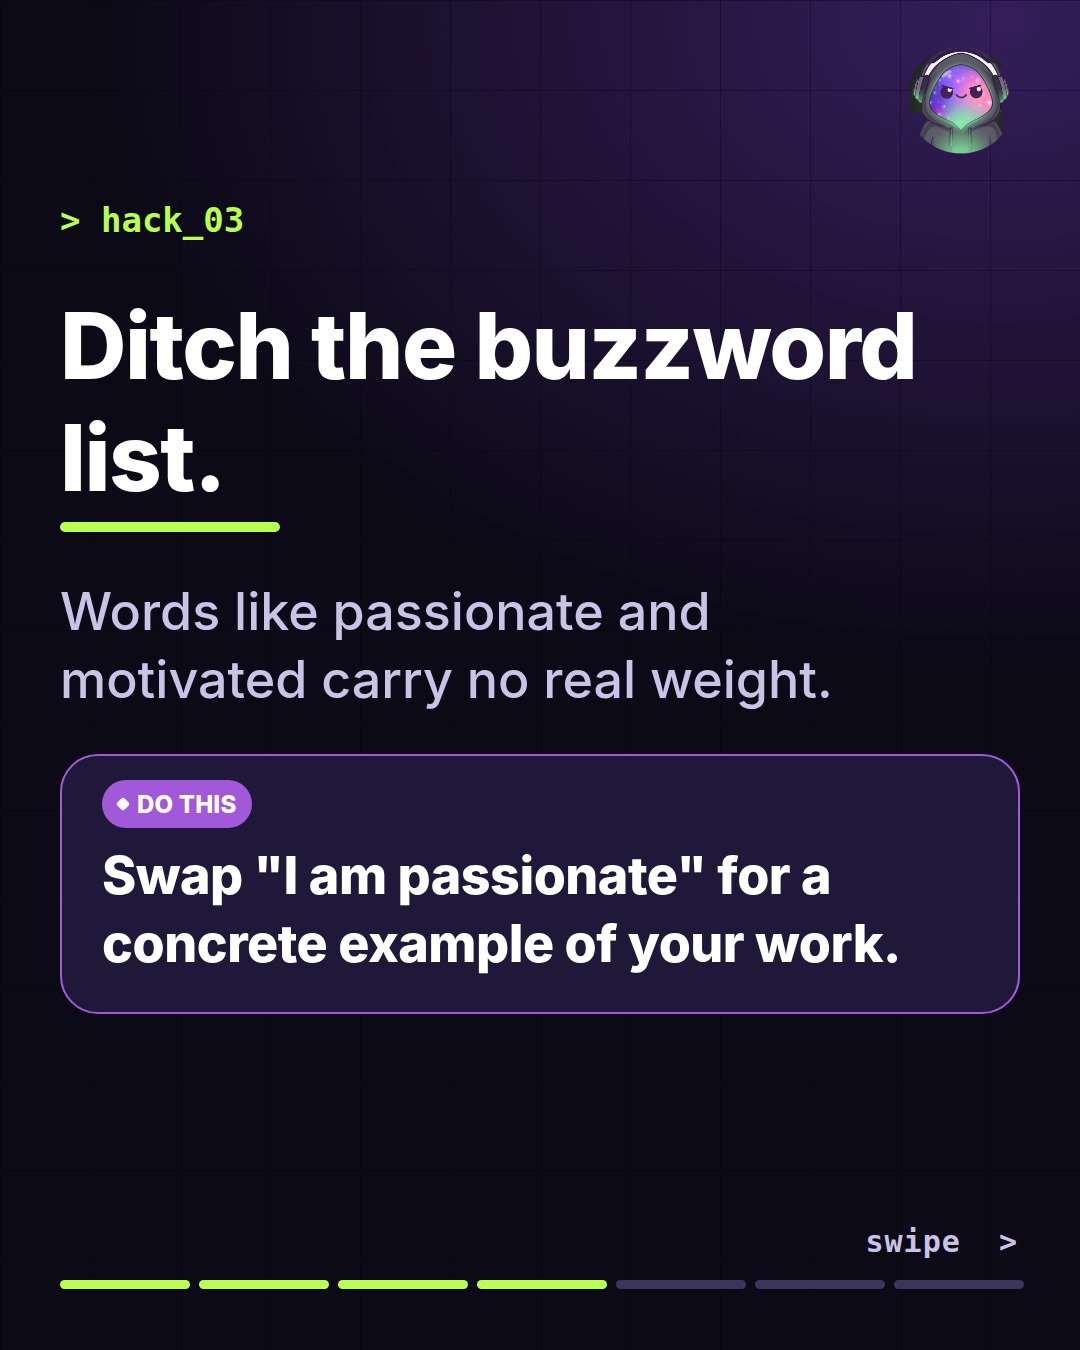 > hack_03
Ditch the buzzword
list.
Words like passionate and
motivated carry no real weight.
DO THIS
Swap "I am passionate" for a
concrete example of your work.
swipe >